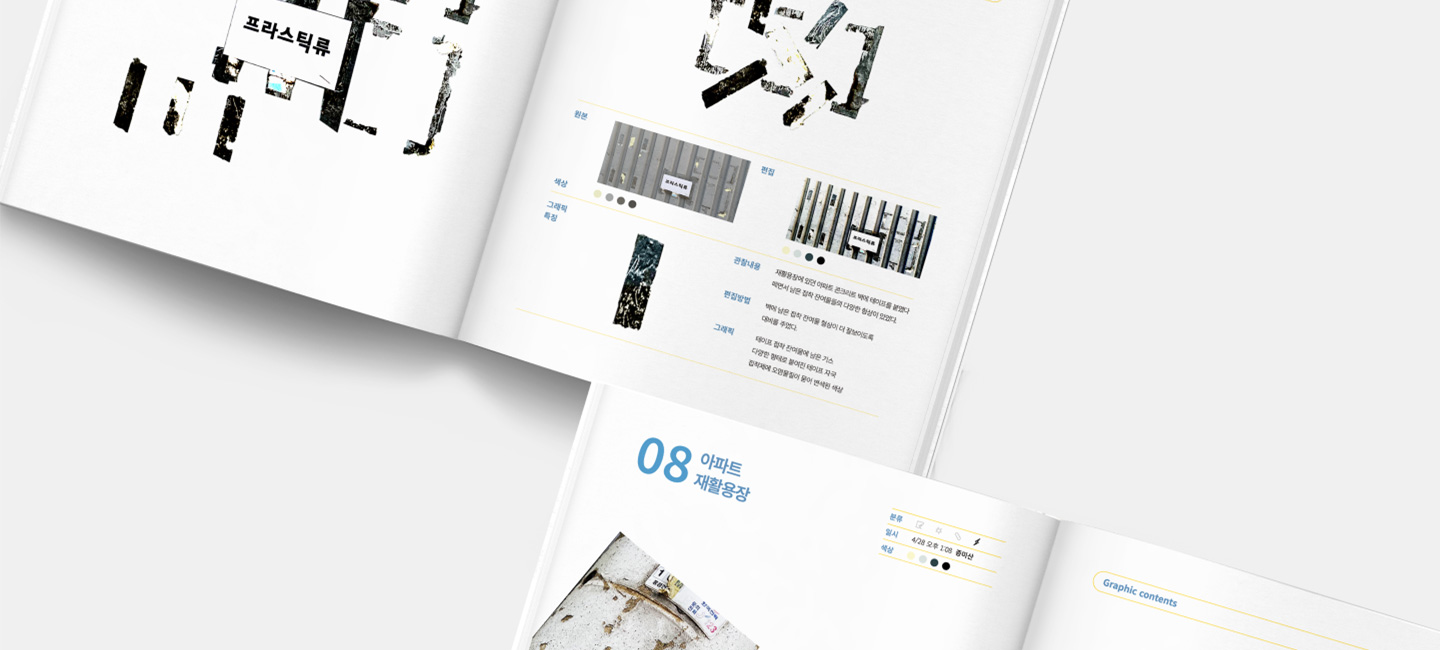 프라스틱류
원본
프라스틱류
편집
프라스틱류
색상
그래픽
특징
관찰내용
재활용장에 있던 아파트 콘크리트 벽에 테이프를 붙였다
떼면서 남은 접착 잔여물들의 다양한 형상이 있었다.
편집방법
벽에 남은 접착 잔여물 형상이 더 잘보이도록
대비를 주었다.
그래픽
테이프 접착 잔여물에 남은 기스
다양한 형태로 붙여진 테이프 자국
접착제에 오염물질이 묻어 변색된 색상
08 아파트
재활용장
분류
일시 4/28 오후 1:08 종미산
색상
Graphic contents